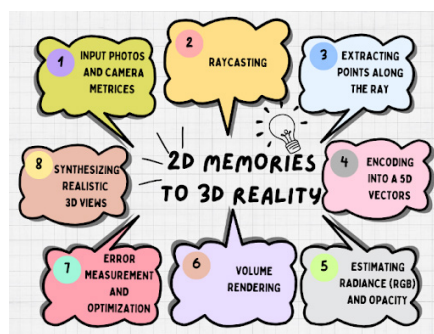 1
INPUT PHOTOS
AND CAMERA
METRICES
2
RAYCASTING
3
EXTRACTING
POINTS ALONG
THE RAY
2D MEMORIES
TO 3D REALITY
8
SYNTHESIZING
REALISTIC
3D VIEWS
4
ENCODING
INTO A 5D
VECTORS
7
ERROR
MEASUREMENT
AND
OPTIMIZATION
6
VOLUME
RENDERING
5
ESTIMATING
RADIANCE (RGB)
AND OPACITY